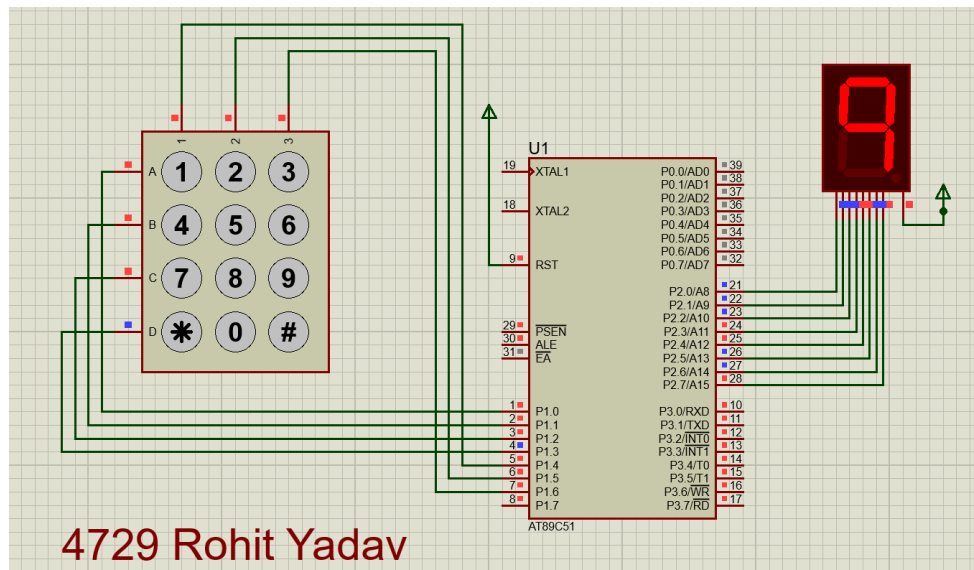 U1
1 2 3
A 1 2 3
B 4 5 6
C 7 8 9
D * 0 #
19 XTAL1
18 XTAL2
9 RST
29 PSEN
30 ALE
31 EA
1 P1.0
2 P1.1
3 P1.2
4 P1.3
5 P1.4
6 P1.5
7 P1.6
8 P1.7
P0.0/AD0 39
P0.1/AD1 38
P0.2/AD2 37
P0.3/AD3 36
P0.4/AD4 35
P0.5/AD5 34
P0.6/AD6 33
P0.7/AD7 32
P2.0/A8 21
P2.1/A9 22
P2.2/A10 23
P2.3/A11 24
P2.4/A12 25
P2.5/A13 26
P2.6/A14 27
P2.7/A15 28
P3.0/RXD 10
P3.1/TXD 11
P3.2/INT0 12
P3.3/INT1 13
P3.4/T0 14
P3.5/T1 15
P3.6/WR 16
P3.7/RD 17
AT89C51
9
4729 Rohit Yadav